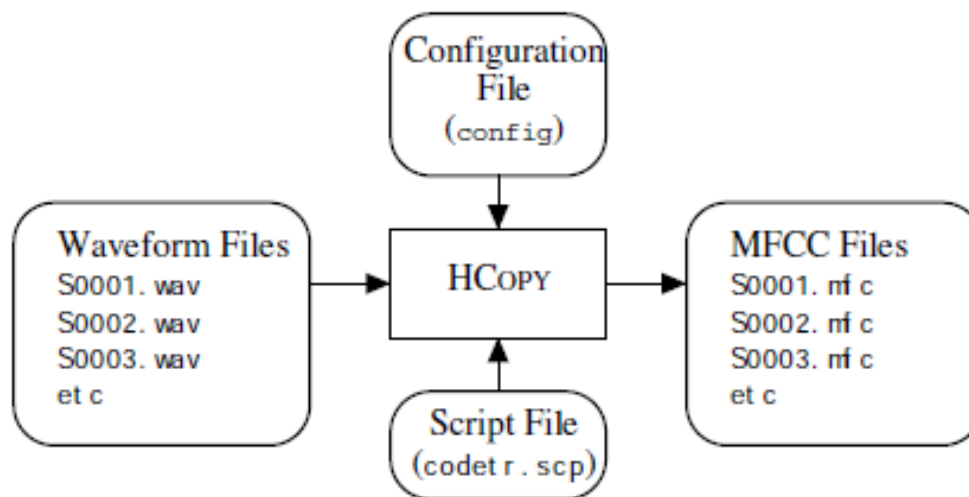 Configuration
File
(config)
Waveform Files
S0001.wav
S0002.wav
S0003.wav
etc
HCOPY
MFCC Files
S0001.mfc
S0002.mfc
S0003.mfc
etc
Script File
(codetr.scp)